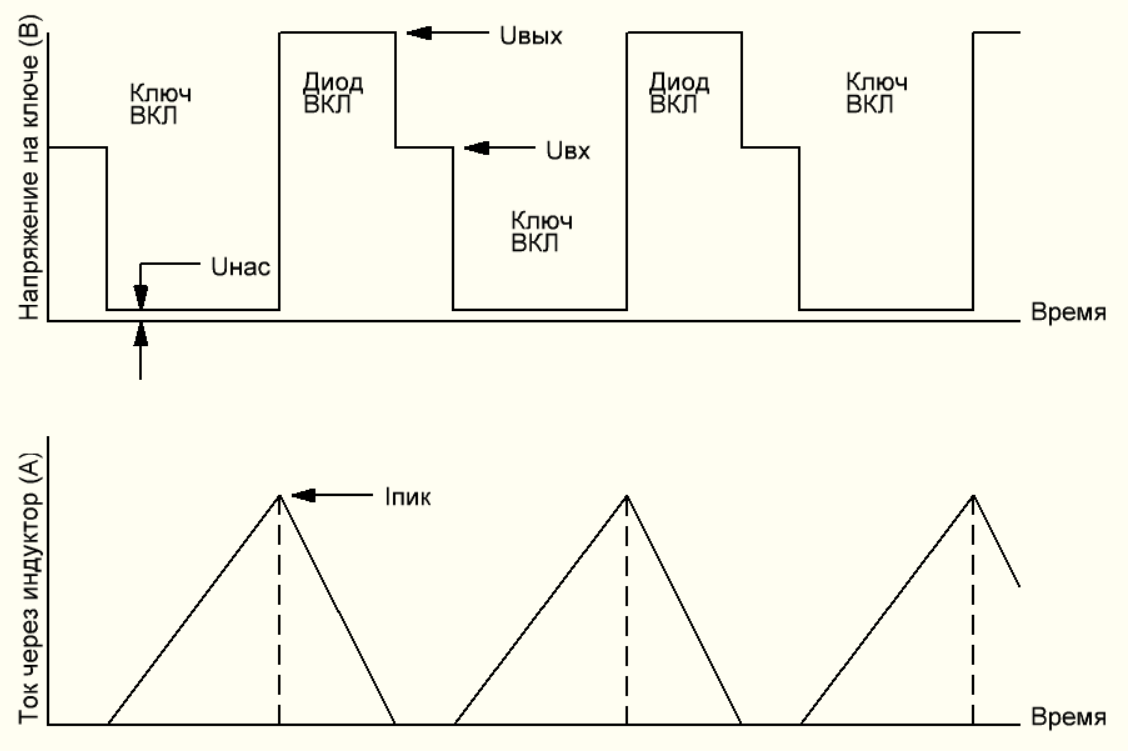 Напряжение на ключе (В)
Uвых
Ключ
ВКЛ
Диод
ВКЛ
Диод
ВКЛ
Ключ
ВКЛ
Uвх
Ключ
ВКЛ
Uнас
Время
Ток через индуктор (А)
Iпик
Время